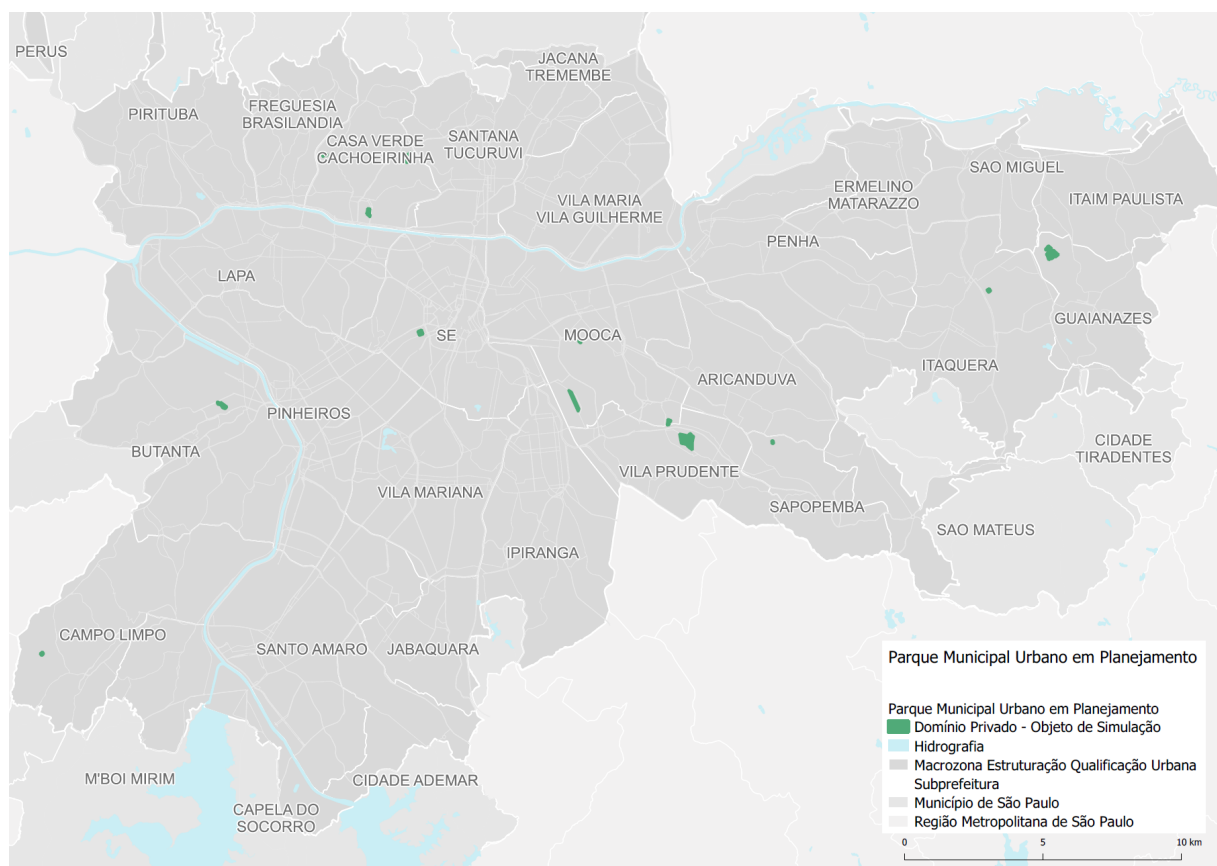 PERUS
JACANA
TREMEMBE
PIRITUBA
FREGUESIA
BRASILANDIA
CASA VERDE
CACHOEIRINHA
SANTANA
TUCURUVI
SAO MIGUEL
ERMELINO
MATARAZZO
ITAIM PAULISTA
VILA MARIA
VILA GUILHERME
PENHA
LAPA
GUAIANAZES
SE
MOOCA
ITAQUERA
ARICANDUVA
PINHEIROS
BUTANTA
CIDADE
TIRADENTES
VILA PRUDENTE
VILA MARIANA
SAPOPEMBA
SAO MATEUS
IPIRANGA
CAMPO LIMPO
SANTO AMARO
JABAQUARA
M'BOI MIRIM
CIDADE ADEMAR
CAPELA DO
SOCORRO
Parque Municipal Urbano em Planejamento
Parque Municipal Urbano em Planejamento
Domínio Privado - Objeto de Simulação
Hidrografia
Macrozona Estruturação Qualificação Urbana
Subprefeitura
Município de São Paulo
Região Metropolitana de São Paulo
0 5 10 km